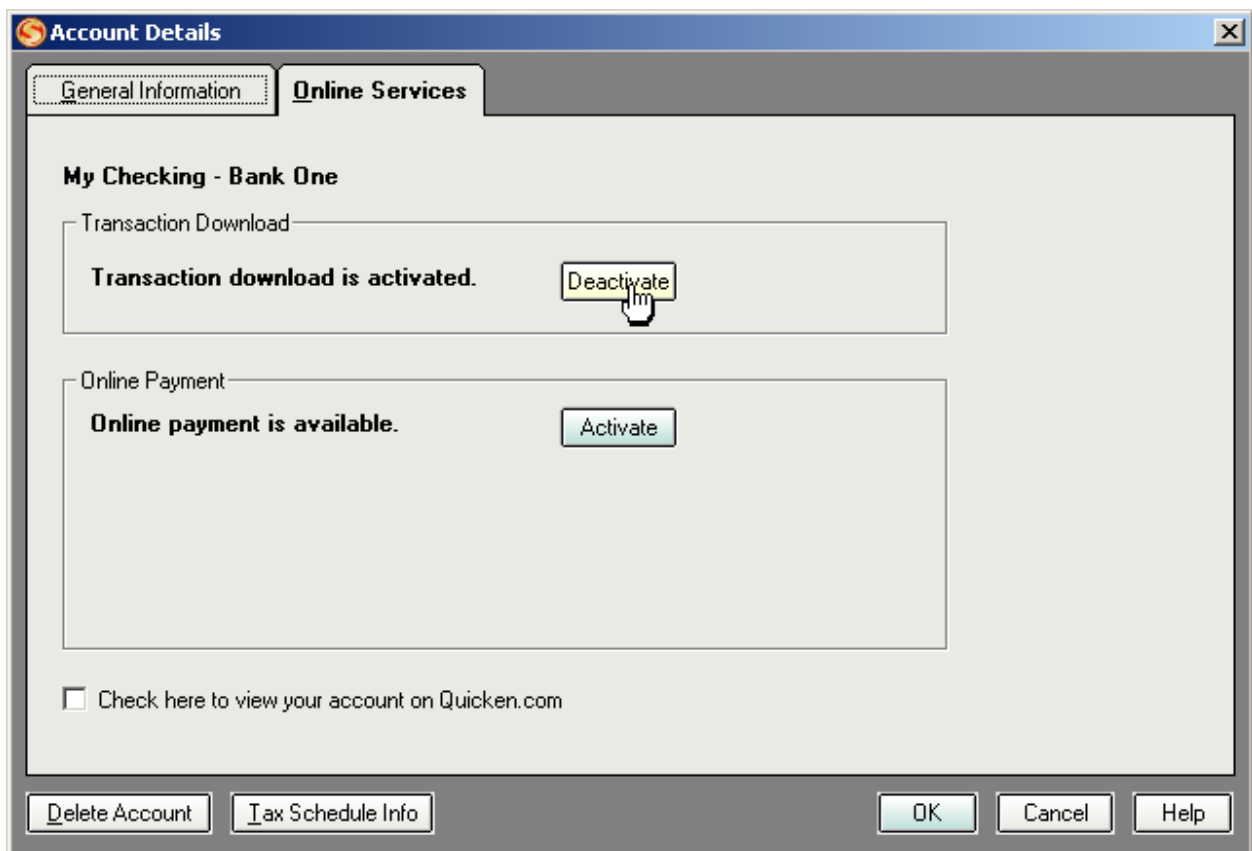 Account Details
General Information
Online Services
My Checking - Bank One
Transaction Download
Transaction download is activated.
Deactivate
Online Payment
Online payment is available.
Activate
Check here to view your account on Quicken.com
Delete Account
Tax Schedule Info
OK
Cancel
Help